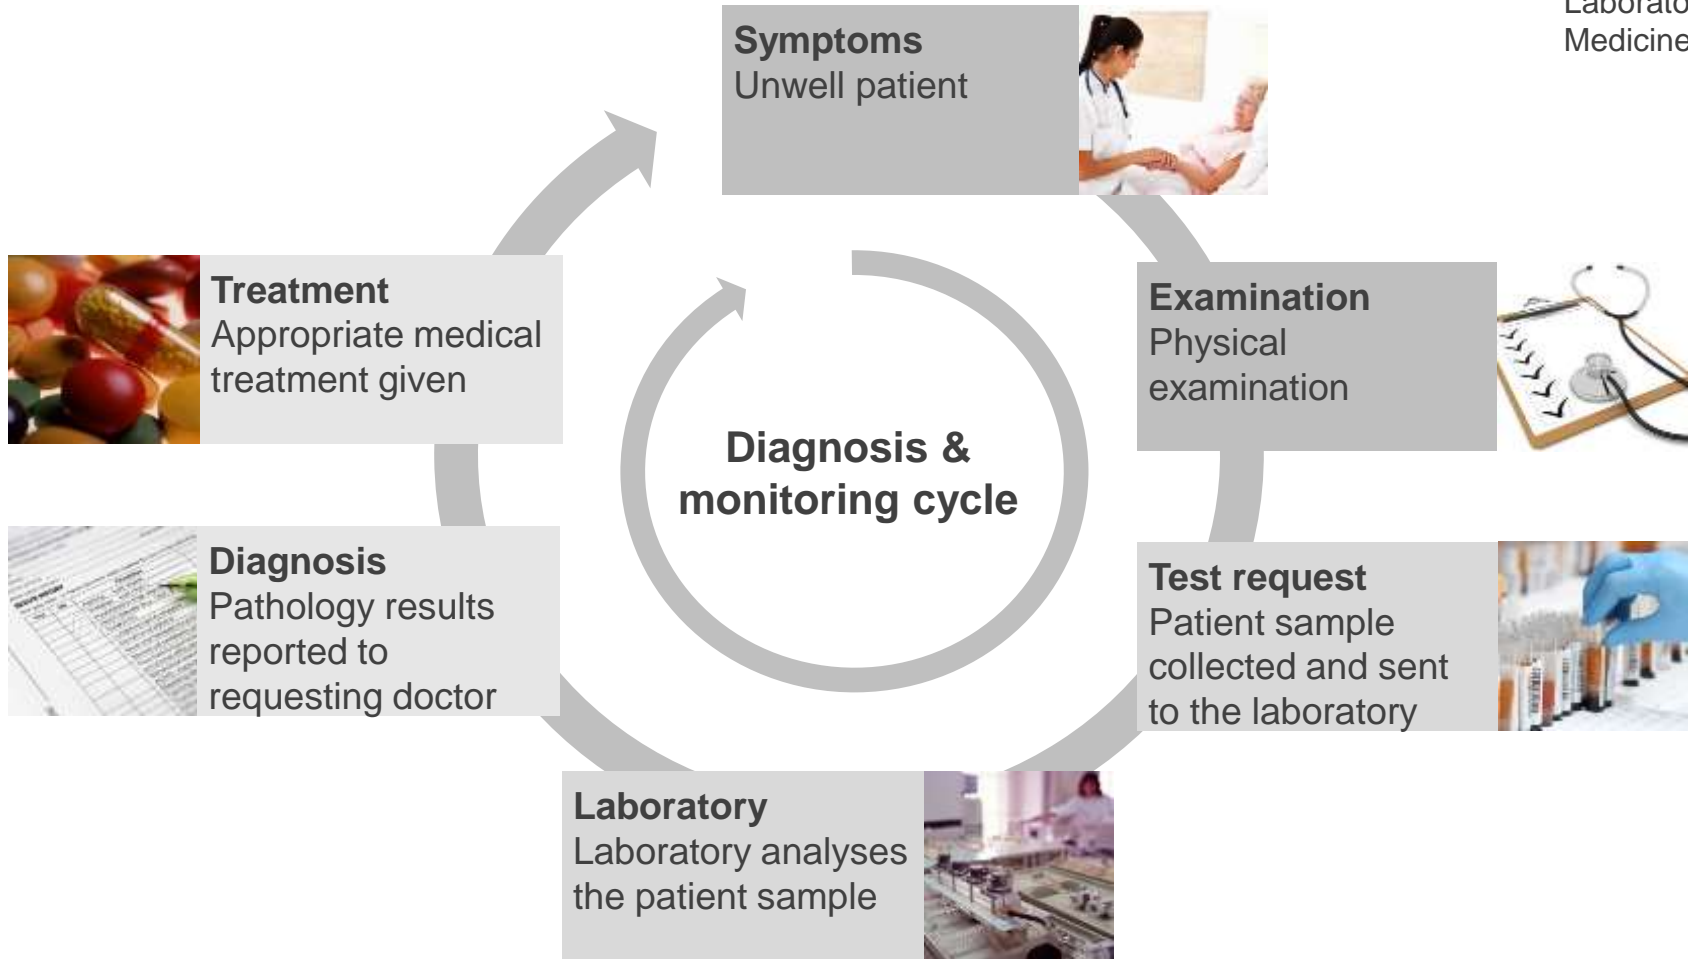 Medicine
Symptoms
Unwell patient
Examination
Physical
examination
Test request
Patient sample
collected and sent
to the laboratory
Laboratory
Laboratory analyses
the patient sample
Diagnosis
Pathology results
reported to
requesting doctor
Treatment
Appropriate medical
treatment given
Diagnosis &
monitoring cycle